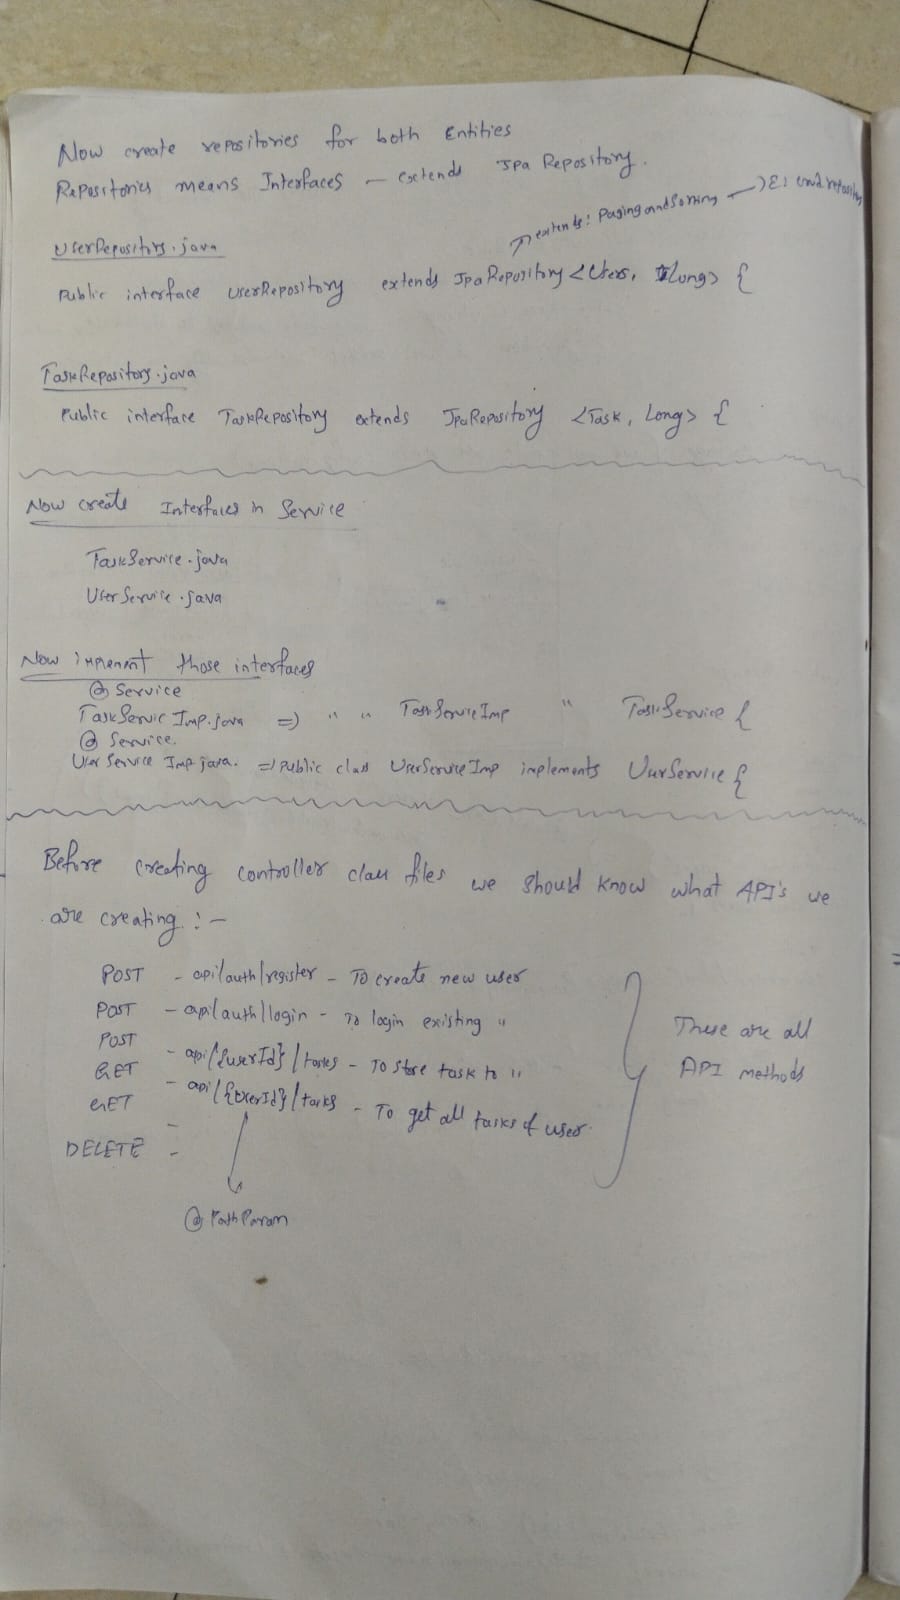 Now create repositories for both Entities
Repositories means Interfaces — extends Jpa Repository.
extends: PagingandSorting → E: crud repository
UserRepository.java
Public interface UserRepository extends JpaRepository <Users, Long> {
TaskRepository.java
Public interface TaskRepository extends JpaRepository <Task, Long> {
Now create Interfaces in Service
TaskService.java
UserService.java
Now implement those interfaces
@ Service
TaskServic Imp.java => " " TaskServiceImp " TaskService {
@ Service.
User Service Imp java. => Public class UserServiceImp implements UserService {
Before creating controller class files we should know what API's we
are creating :-
POST - api/auth/register - To create new user
POST - api/auth/login - To login existing "
POST - api/{userId}/tasks - To store task to "
GET - api/{userId}/tasks - To get all tasks of user.
GET -
DELETE -
@PathParam
These are all
API methods